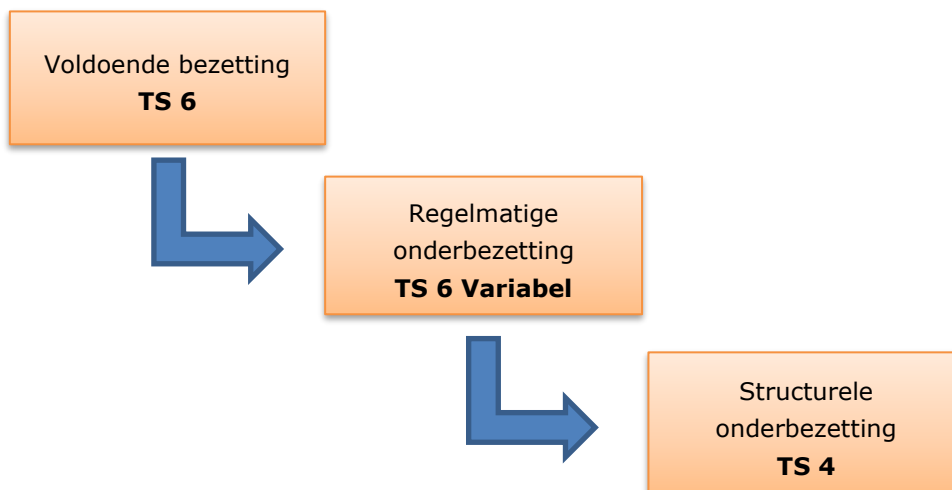 Voldoende bezetting
TS 6
Regelmatige
onderbezetting
TS 6 Variabel
Structurele
onderbezetting
TS 4